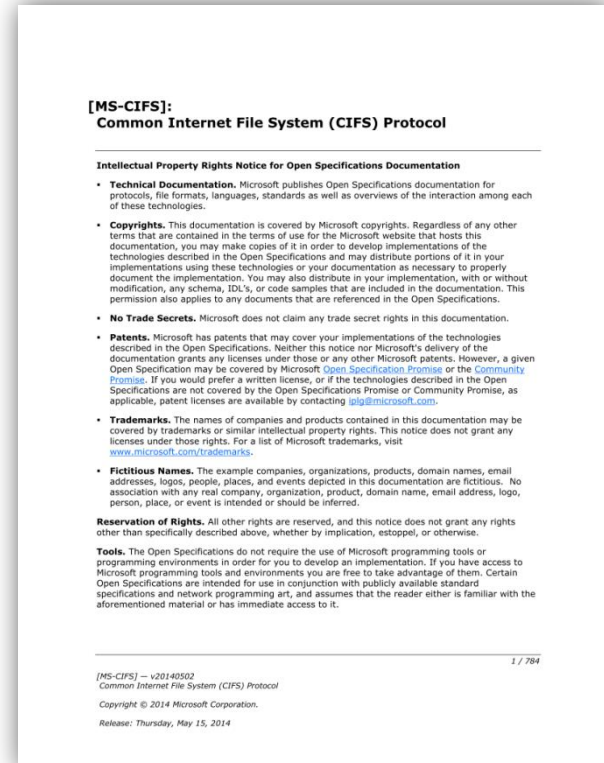 [MS-CIFS]:
Common Internet File System (CIFS) Protocol
Intellectual Property Rights Notice for Open Specifications Documentation
▪ Technical Documentation. Microsoft publishes Open Specifications documentation for
protocols, file formats, languages, standards as well as overviews of the interaction among each
of these technologies.
▪ Copyrights. This documentation is covered by Microsoft copyrights. Regardless of any other
terms that are contained in the terms of use for the Microsoft website that hosts this
documentation, you may make copies of it in order to develop implementations of the
technologies described in the Open Specifications and may distribute portions of it in your
implementations using these technologies or your documentation as necessary to properly
document the implementation. You may also distribute in your implementation, with or without
modification, any schema, IDL's, or code samples that are included in the documentation. This
permission also applies to any documents that are referenced in the Open Specifications.
▪ No Trade Secrets. Microsoft does not claim any trade secret rights in this documentation.
▪ Patents. Microsoft has patents that may cover your implementations of the technologies
described in the Open Specifications. Neither this notice nor Microsoft's delivery of the
documentation grants any licenses under those or any other Microsoft patents. However, a given
Open Specification may be covered by Microsoft Open Specification Promise or the Community
Promise. If you would prefer a written license, or if the technologies described in the Open
Specifications are not covered by the Open Specifications Promise or Community Promise, as
applicable, patent licenses are available by contacting iplg@microsoft.com.
▪ Trademarks. The names of companies and products contained in this documentation may be
covered by trademarks or similar intellectual property rights. This notice does not grant any
licenses under those rights. For a list of Microsoft trademarks, visit
www.microsoft.com/trademarks.
▪ Fictitious Names. The example companies, organizations, products, domain names, email
addresses, logos, people, places, and events depicted in this documentation are fictitious. No
association with any real company, organization, product, domain name, email address, logo,
person, place, or event is intended or should be inferred.
Reservation of Rights. All other rights are reserved, and this notice does not grant any rights
other than specifically described above, whether by implication, estoppel, or otherwise.
Tools. The Open Specifications do not require the use of Microsoft programming tools or
programming environments in order for you to develop an implementation. If you have access to
Microsoft programming tools and environments you are free to take advantage of them. Certain
Open Specifications are intended for use in conjunction with publicly available standard
specifications and network programming art, and assumes that the reader either is familiar with the
aforementioned material or has immediate access to it.
1 / 784
[MS-CIFS] — v20140502
Common Internet File System (CIFS) Protocol
Copyright © 2014 Microsoft Corporation.
Release: Thursday, May 15, 2014